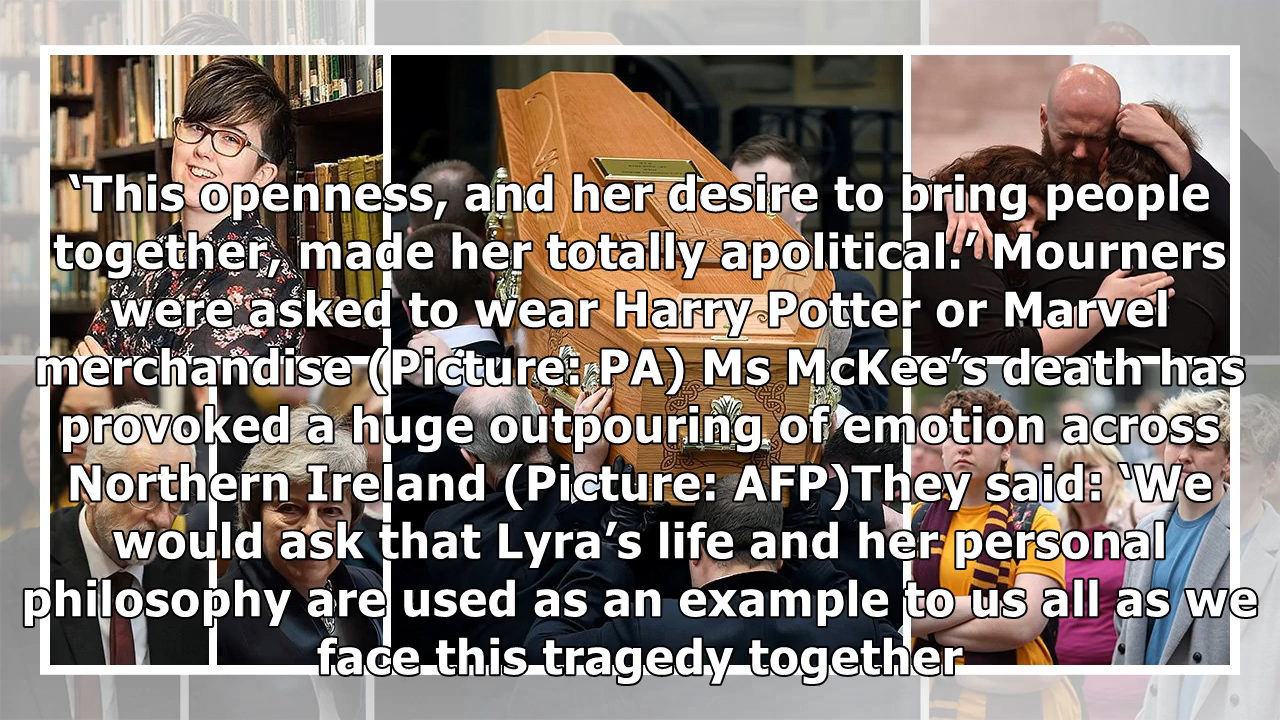 ‘This openness, and her desire to bring people
together, made her totally apolitical.’ Mourners
were asked to wear Harry Potter or Marvel
merchandise (Picture: PA) Ms McKee’s death has
provoked a huge outpouring of emotion across
Northern Ireland (Picture: AFP)They said: ‘We
would ask that Lyra’s life and her personal
philosophy are used as an example to us all as we
face this tragedy together